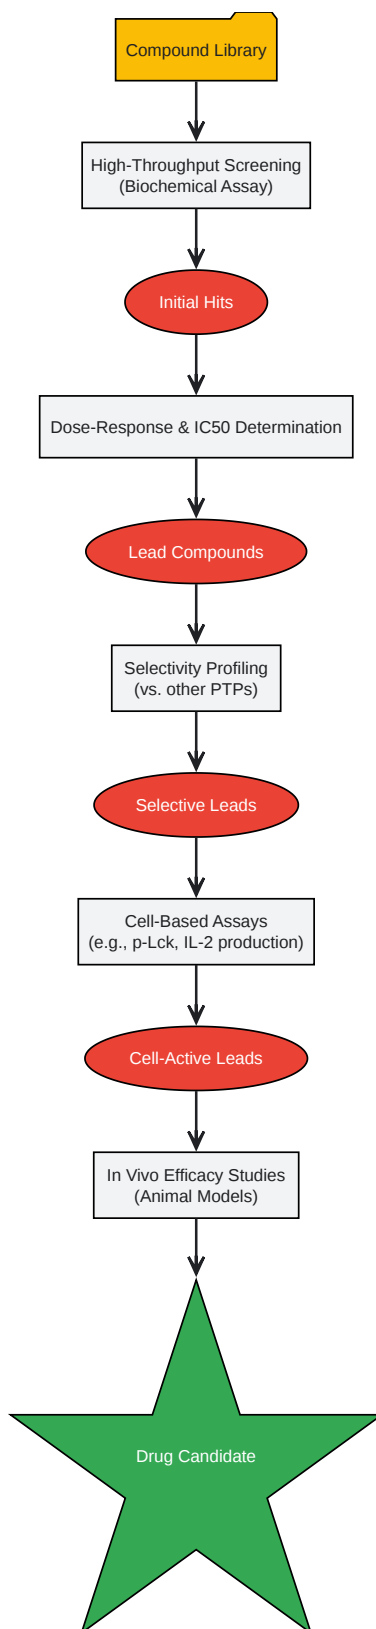 Compound Library
High-Throughput Screening
(Biochemical Assay)
Initial Hits
Dose-Response & IC50 Determination
Lead Compounds
Selectivity Profiling
(vs. other PTPs)
Selective Leads
Cell-Based Assays
(e.g., p-Lck, IL-2 production)
Cell-Active Leads
In Vivo Efficacy Studies
(Animal Models)
Drug Candidate